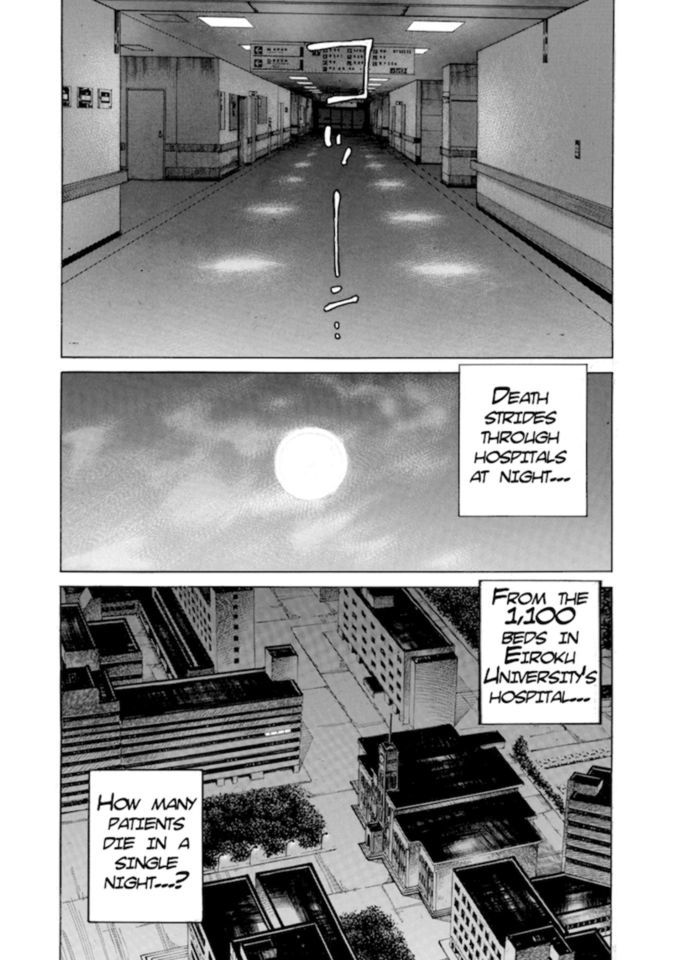 DEATH
STRIDES
THROUGH
HOSPITALS
AT NIGHT...
FROM THE
1,100
BEDS IN
EIROKU
UNIVERSITY'S
HOSPITAL...
HOW MANY
PATIENTS
DIE IN A
SINGLE
NIGHT...?